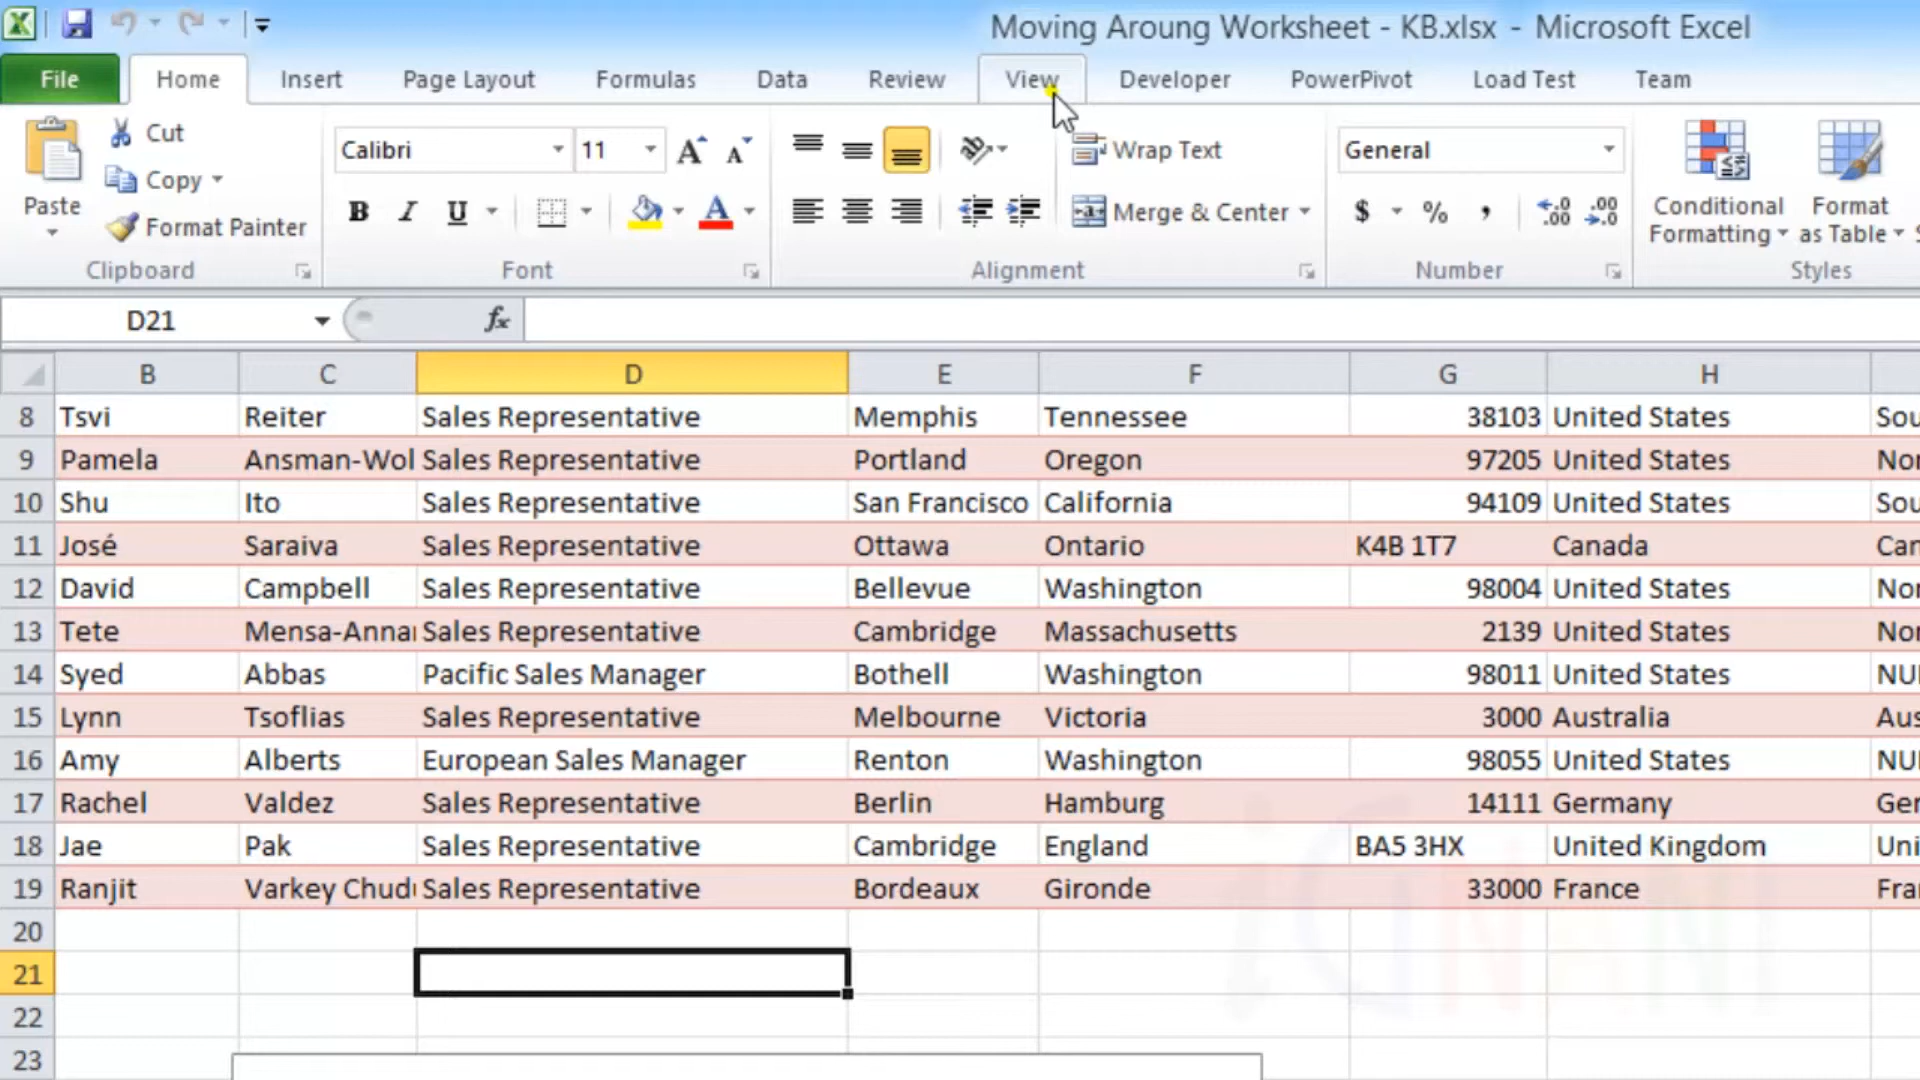 Moving Aroung Worksheet - KB.xlsx - Microsoft Excel
File Home Insert Page Layout Formulas Data Review View Developer PowerPivot Load Test Team
Cut
Copy
Paste
Format Painter
Clipboard
Calibri 11
B I U A
Font
Wrap Text
Merge & Center
Alignment
General
$ % , .00 .00
Number
Conditional Formatting
Format as Table
Styles
D21 fx
B C D E F G H
8 Tsvi Reiter Sales Representative Memphis Tennessee 38103 United States Sou
9 Pamela Ansman-Wol Sales Representative Portland Oregon 97205 United States Nor
10 Shu Ito Sales Representative San Francisco California 94109 United States Sou
11 José Saraiva Sales Representative Ottawa Ontario K4B 1T7 Canada Can
12 David Campbell Sales Representative Bellevue Washington 98004 United States Nor
13 Tete Mensa-Annan Sales Representative Cambridge Massachusetts 2139 United States Nor
14 Syed Abbas Pacific Sales Manager Bothell Washington 98011 United States NUL
15 Lynn Tsoflias Sales Representative Melbourne Victoria 3000 Australia Aus
16 Amy Alberts European Sales Manager Renton Washington 98055 United States NUL
17 Rachel Valdez Sales Representative Berlin Hamburg 14111 Germany Ger
18 Jae Pak Sales Representative Cambridge England BA5 3HX United Kingdom Uni
19 Ranjit Varkey Chudu Sales Representative Bordeaux Gironde 33000 France Fra
20
21
22
23